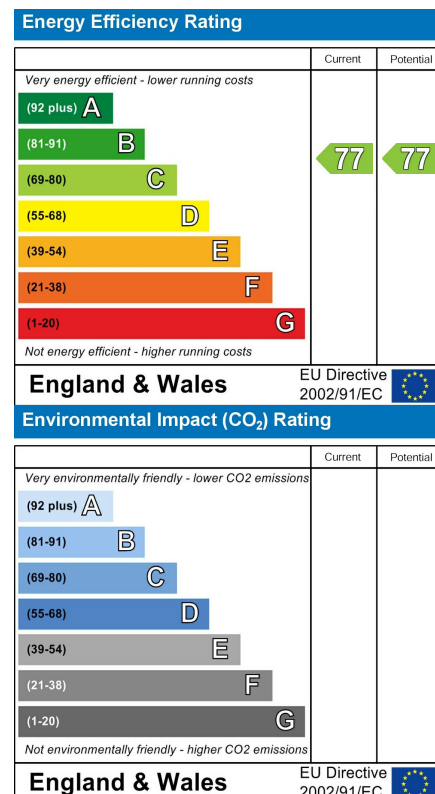 Energy Efficiency Rating
Current Potential
Very energy efficient - lower running costs
(92 plus) A
(81-91) B
(69-80) C
(55-68) D
(39-54) E
(21-38) F
(1-20) G
77 77
Not energy efficient - higher running costs
England & Wales
EU Directive
2002/91/EC
Environmental Impact (CO₂) Rating
Current Potential
Very environmentally friendly - lower CO2 emissions
(92 plus) A
(81-91) B
(69-80) C
(55-68) D
(39-54) E
(21-38) F
(1-20) G
Not environmentally friendly - higher CO2 emissions
England & Wales
EU Directive
2002/91/EC